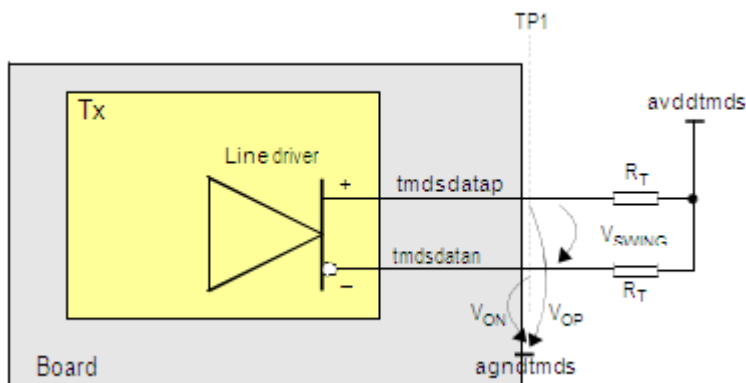 TP1
Tx
avddtmds
Line driver
+
tmdsdatap
R_T
V_SWING
tmdsdatan
−
R_T
V_ON
V_OP
Board
agndtmds